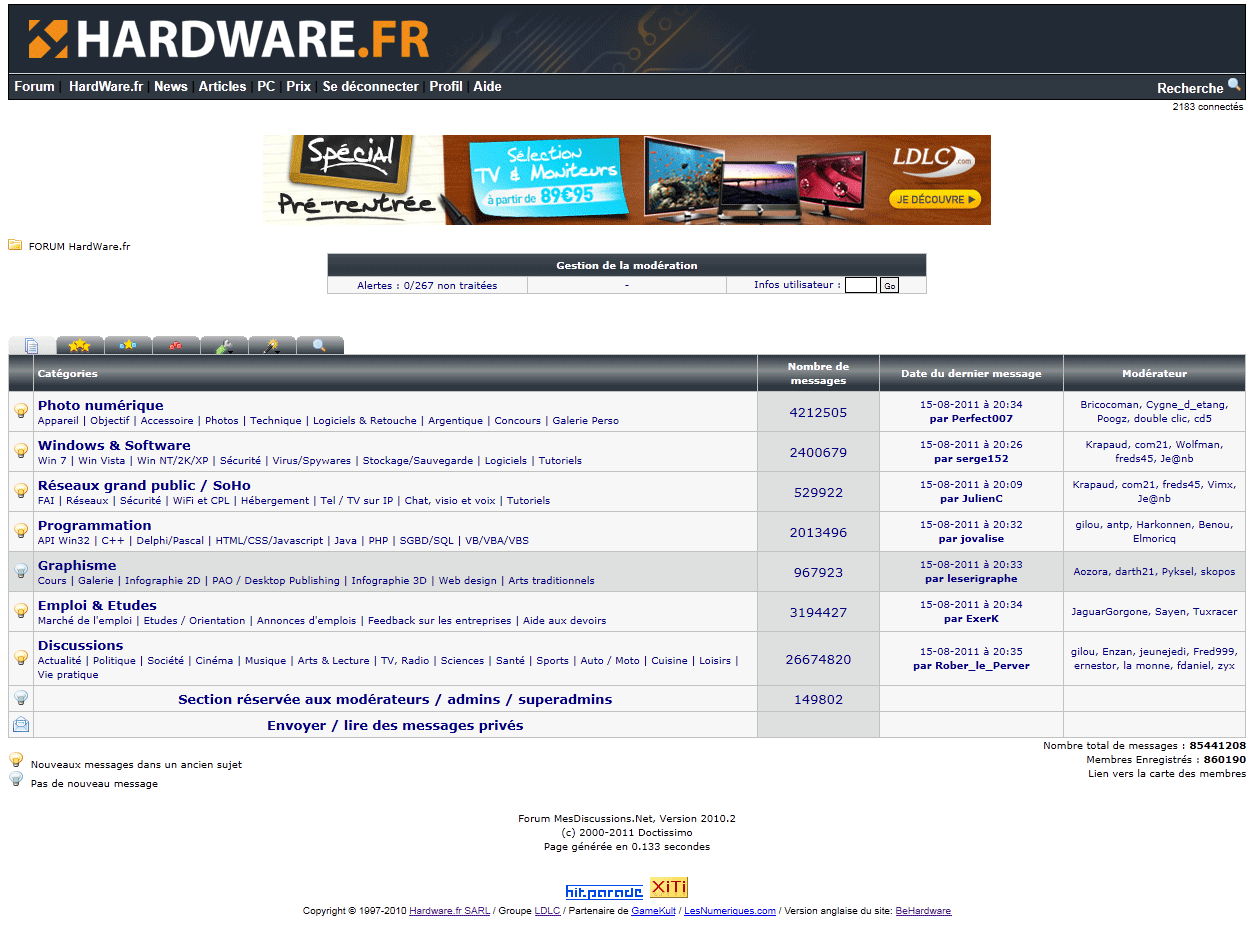 HARDWARE.FR
Forum | HardWare.fr | News | Articles | PC | Prix | Se déconnecter | Profil | Aide
Recherche
2183 connectés
Spécial
Pré-rentrée
Sélection
TV & Moniteurs
à partir de 89€95
LDLC.com
JE DÉCOUVRE
FORUM HardWare.fr
Gestion de la modération
Alertes : 0/267 non traitées - Infos utilisateur : Go
Catégories Nombre de messages Date du dernier message Modérateur
Photo numérique
Appareil | Objectif | Accessoire | Photos | Technique | Logiciels & Retouche | Argentique | Concours | Galerie Perso
4212505
15-08-2011 à 20:34
par Perfect007
Bricocoman, Cygne_d_etang,
Poogz, double clic, cd5
Windows & Software
Win 7 | Win Vista | Win NT/2K/XP | Sécurité | Virus/Spywares | Stockage/Sauvegarde | Logiciels | Tutoriels
2400679
15-08-2011 à 20:26
par serge152
Krapaud, com21, Wolfman,
freds45, Je@nb
Réseaux grand public / SoHo
FAI | Réseaux | Sécurité | WiFi et CPL | Hébergement | Tel / TV sur IP | Chat, visio et voix | Tutoriels
529922
15-08-2011 à 20:09
par JulienC
Krapaud, com21, freds45, Vimx,
Je@nb
Programmation
API Win32 | C++ | Delphi/Pascal | HTML/CSS/Javascript | Java | PHP | SGBD/SQL | VB/VBA/VBS
2013496
15-08-2011 à 20:32
par jovalise
gilou, antp, Harkonnen, Benou,
Elmoricq
Graphisme
Cours | Galerie | Infographie 2D | PAO / Desktop Publishing | Infographie 3D | Web design | Arts traditionnels
967923
15-08-2011 à 20:33
par leserigraphe
Aozora, darth21, Pyksel, skopos
Emploi & Etudes
Marché de l'emploi | Etudes / Orientation | Annonces d'emplois | Feedback sur les entreprises | Aide aux devoirs
3194427
15-08-2011 à 20:34
par ExerK
JaguarGorgone, Sayen, Tuxracer
Discussions
Actualité | Politique | Société | Cinéma | Musique | Arts & Lecture | TV, Radio | Sciences | Santé | Sports | Auto / Moto | Cuisine | Loisirs |
Vie pratique
26674820
15-08-2011 à 20:35
par Rober_le_Perver
gilou, Enzan, jeunejedi, Fred999,
ernestor, la monne, fdaniel, zyx
Section réservée aux modérateurs / admins / superadmins
149802
Envoyer / lire des messages privés
Nombre total de messages : 85441208
Membres Enregistrés : 860190
Lien vers la carte des membres
Nouveaux messages dans un ancien sujet
Pas de nouveau message
Forum MesDiscussions.Net, Version 2010.2
(c) 2000-2011 Doctissimo
Page générée en 0.133 secondes
hit.parade XiTi
Copyright © 1997-2010 Hardware.fr SARL / Groupe LDLC / Partenaire de GameKult / LesNumeriques.com / Version anglaise du site: BeHardware